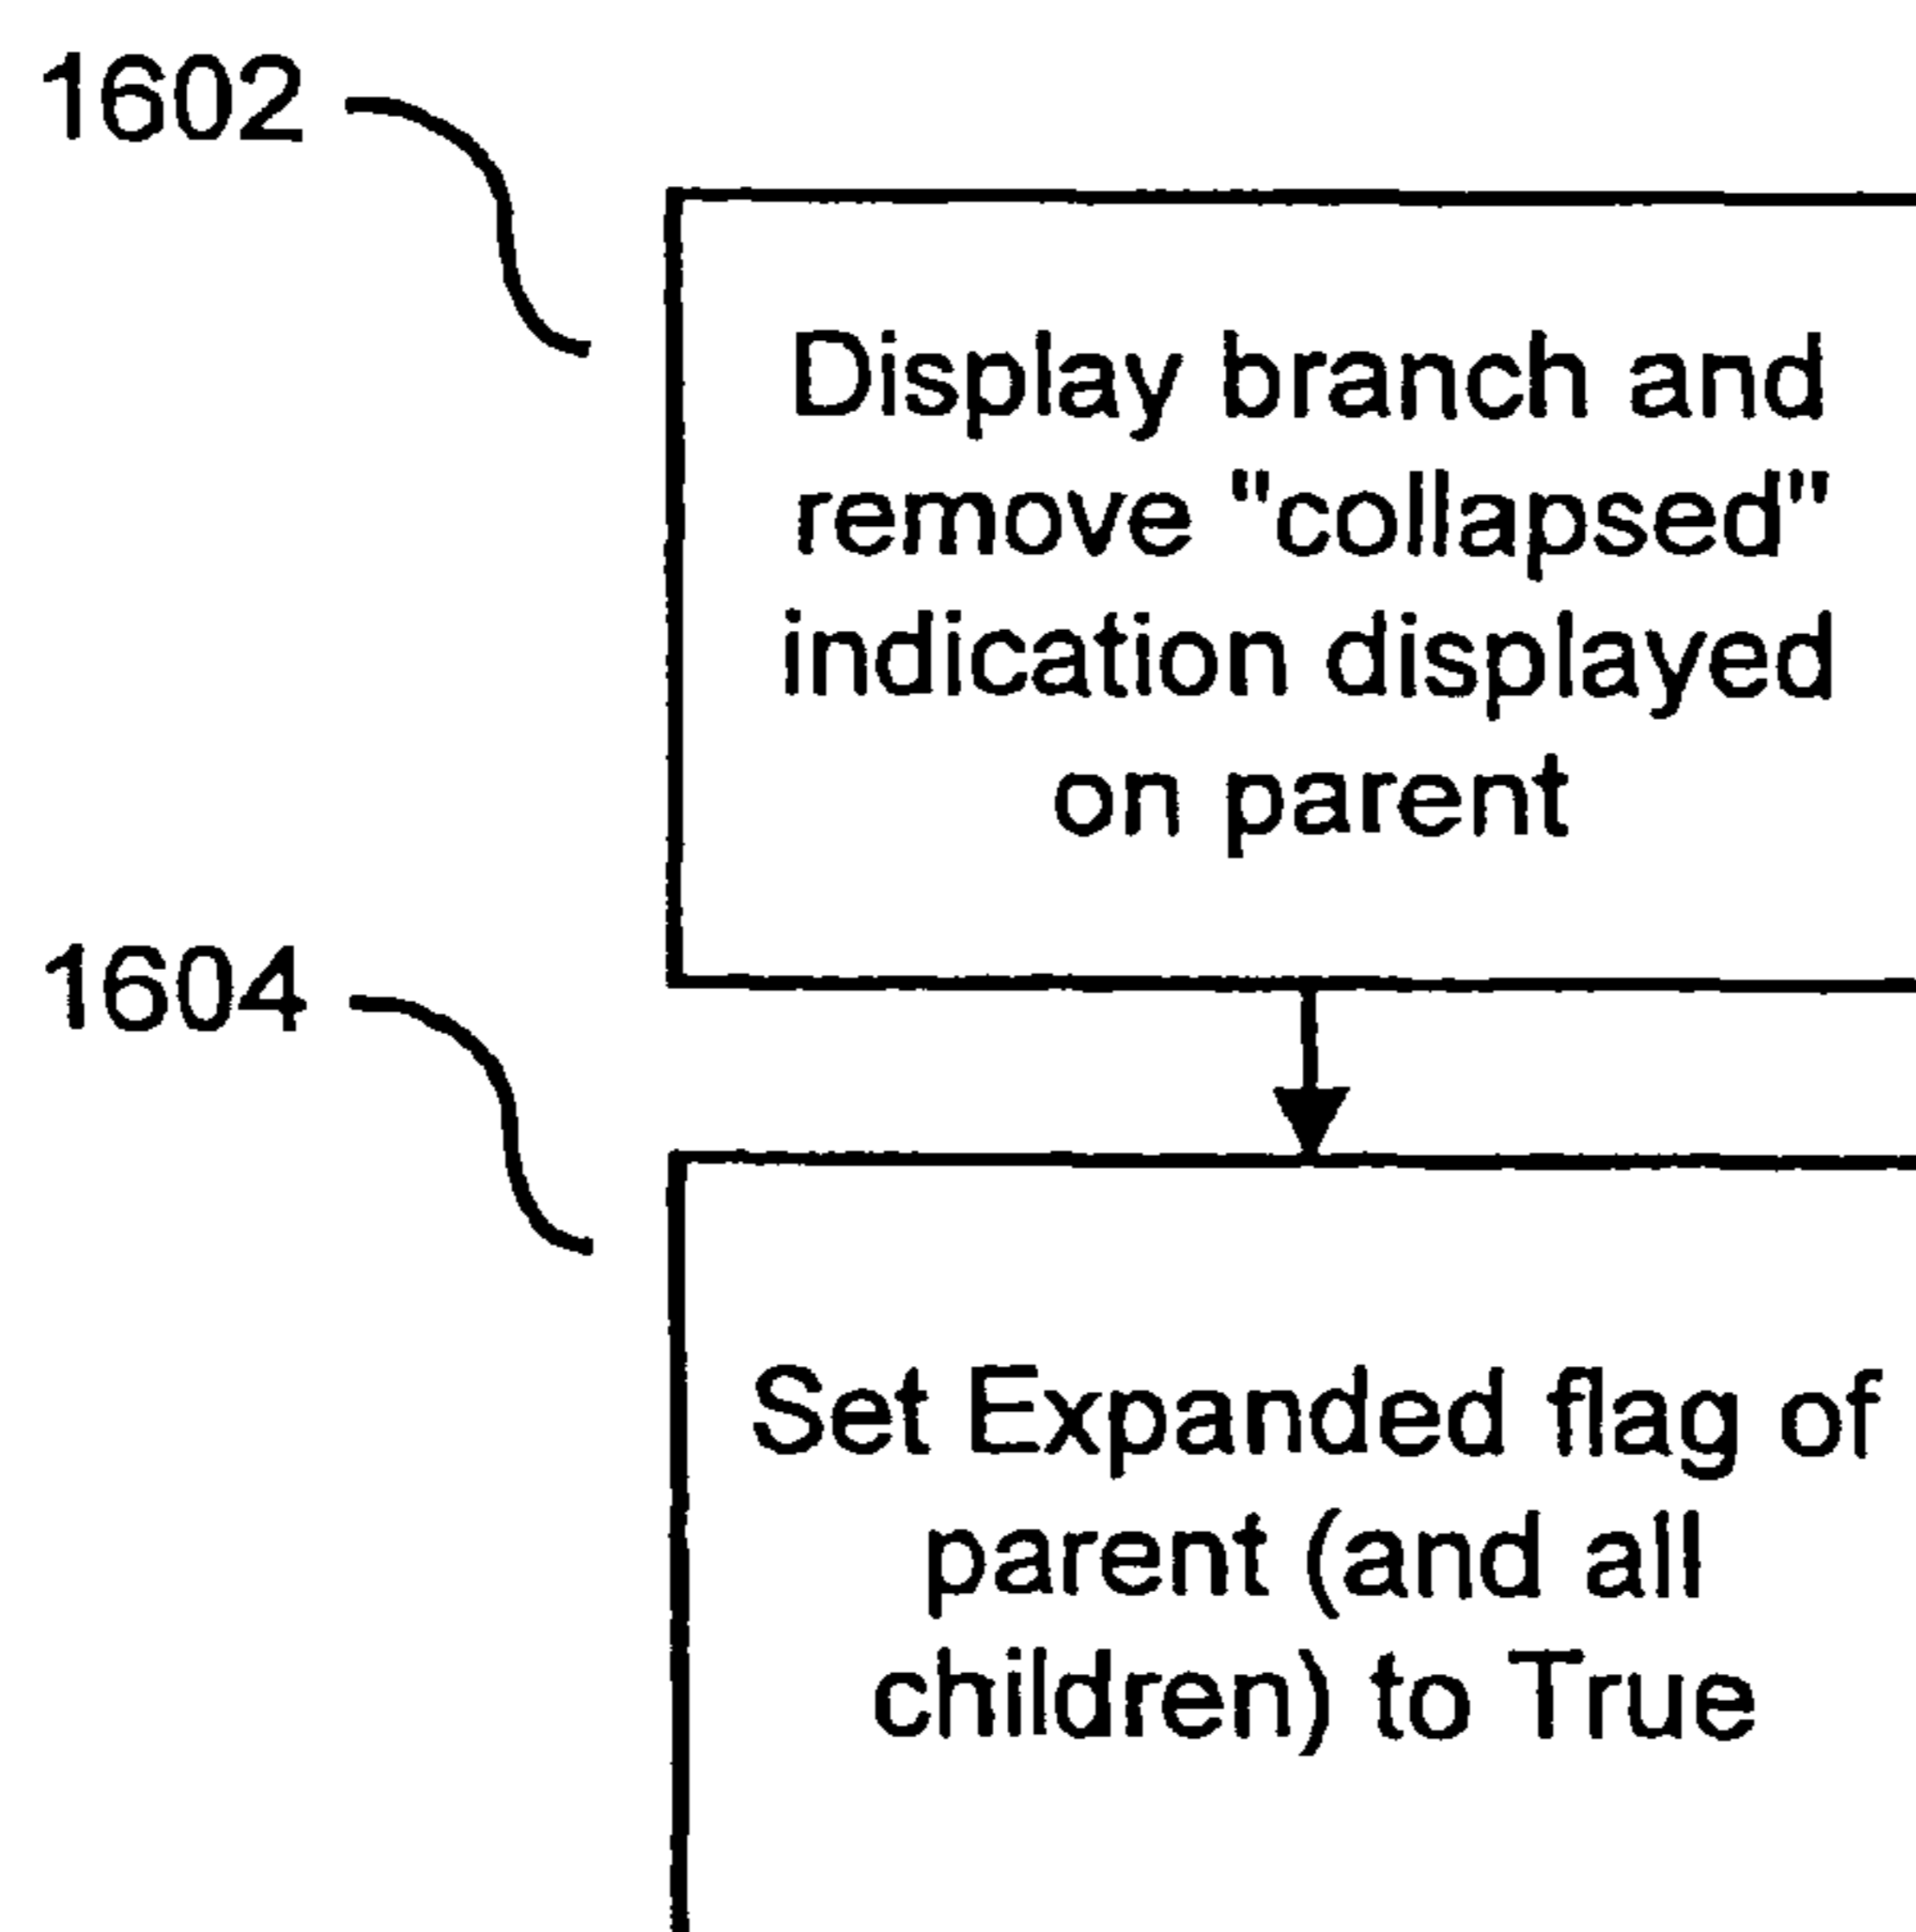 1602
Display branch and
remove "collapsed"
indication displayed
on parent
1604
Set Expanded flag of
parent (and all
children) to True